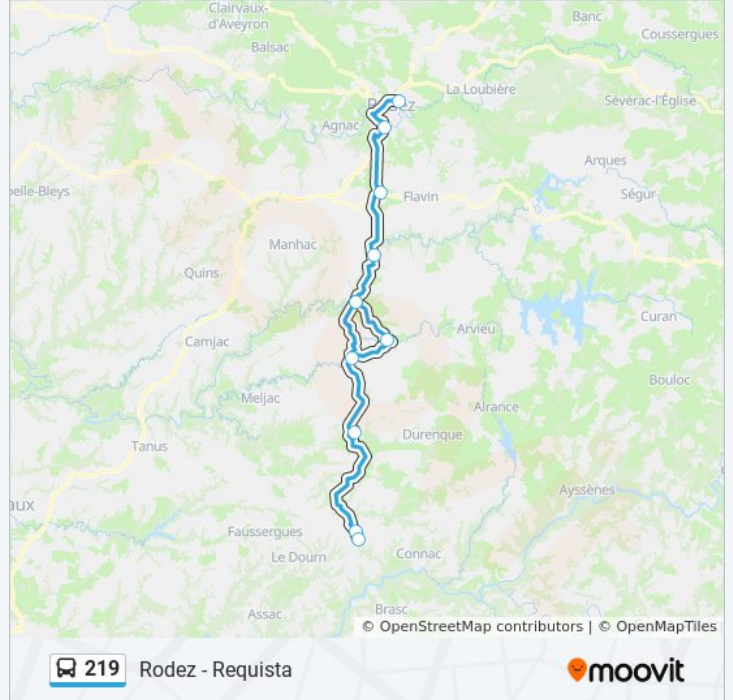 Clairvaux-
d'Aveyron
Banc
Coussergues
Balsac
La Loubière
Sévérac-l'Église
Agnac
Arques
pelle-Bleys
Flavin
Ségur
Manhac
Quins
Curan
Arvieu
Camjac
Bouloc
Meljac
Alrance
Durenque
Tanus
Ayssènes
aux
Faussergues
Connac
Le Dourn
Brasc
Assac
© OpenStreetMap contributors | © OpenMapTiles
219 Rodez - Requista
moovit